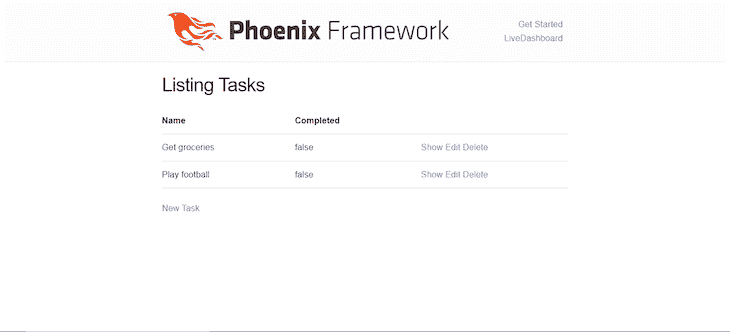 Phoenix Framework
Get Started
LiveDashboard
Listing Tasks
Name Completed
Get groceries false Show Edit Delete
Play football false Show Edit Delete
New Task